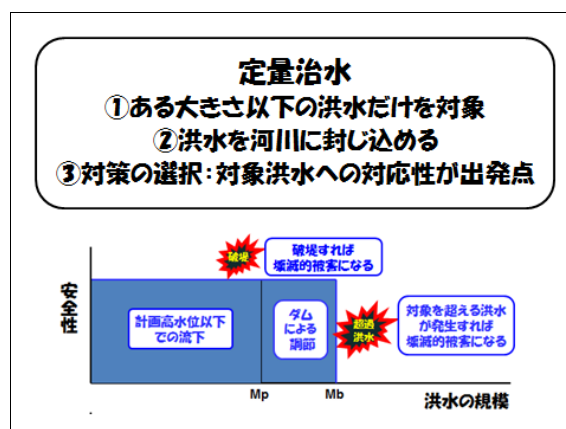 定量治水
①ある大きさ以下の洪水だけを対象
②洪水を河川に封じ込める
③対策の選択：対象洪水への対応性が出発点
破堤
破堤すれば
壊滅的被害になる
安全性
計画高水位以下
での流下
ダム
による
調節
超過
洪水
対象を超える洪水
が発生すれば
壊滅的被害になる
Mp
Mb
洪水の規模